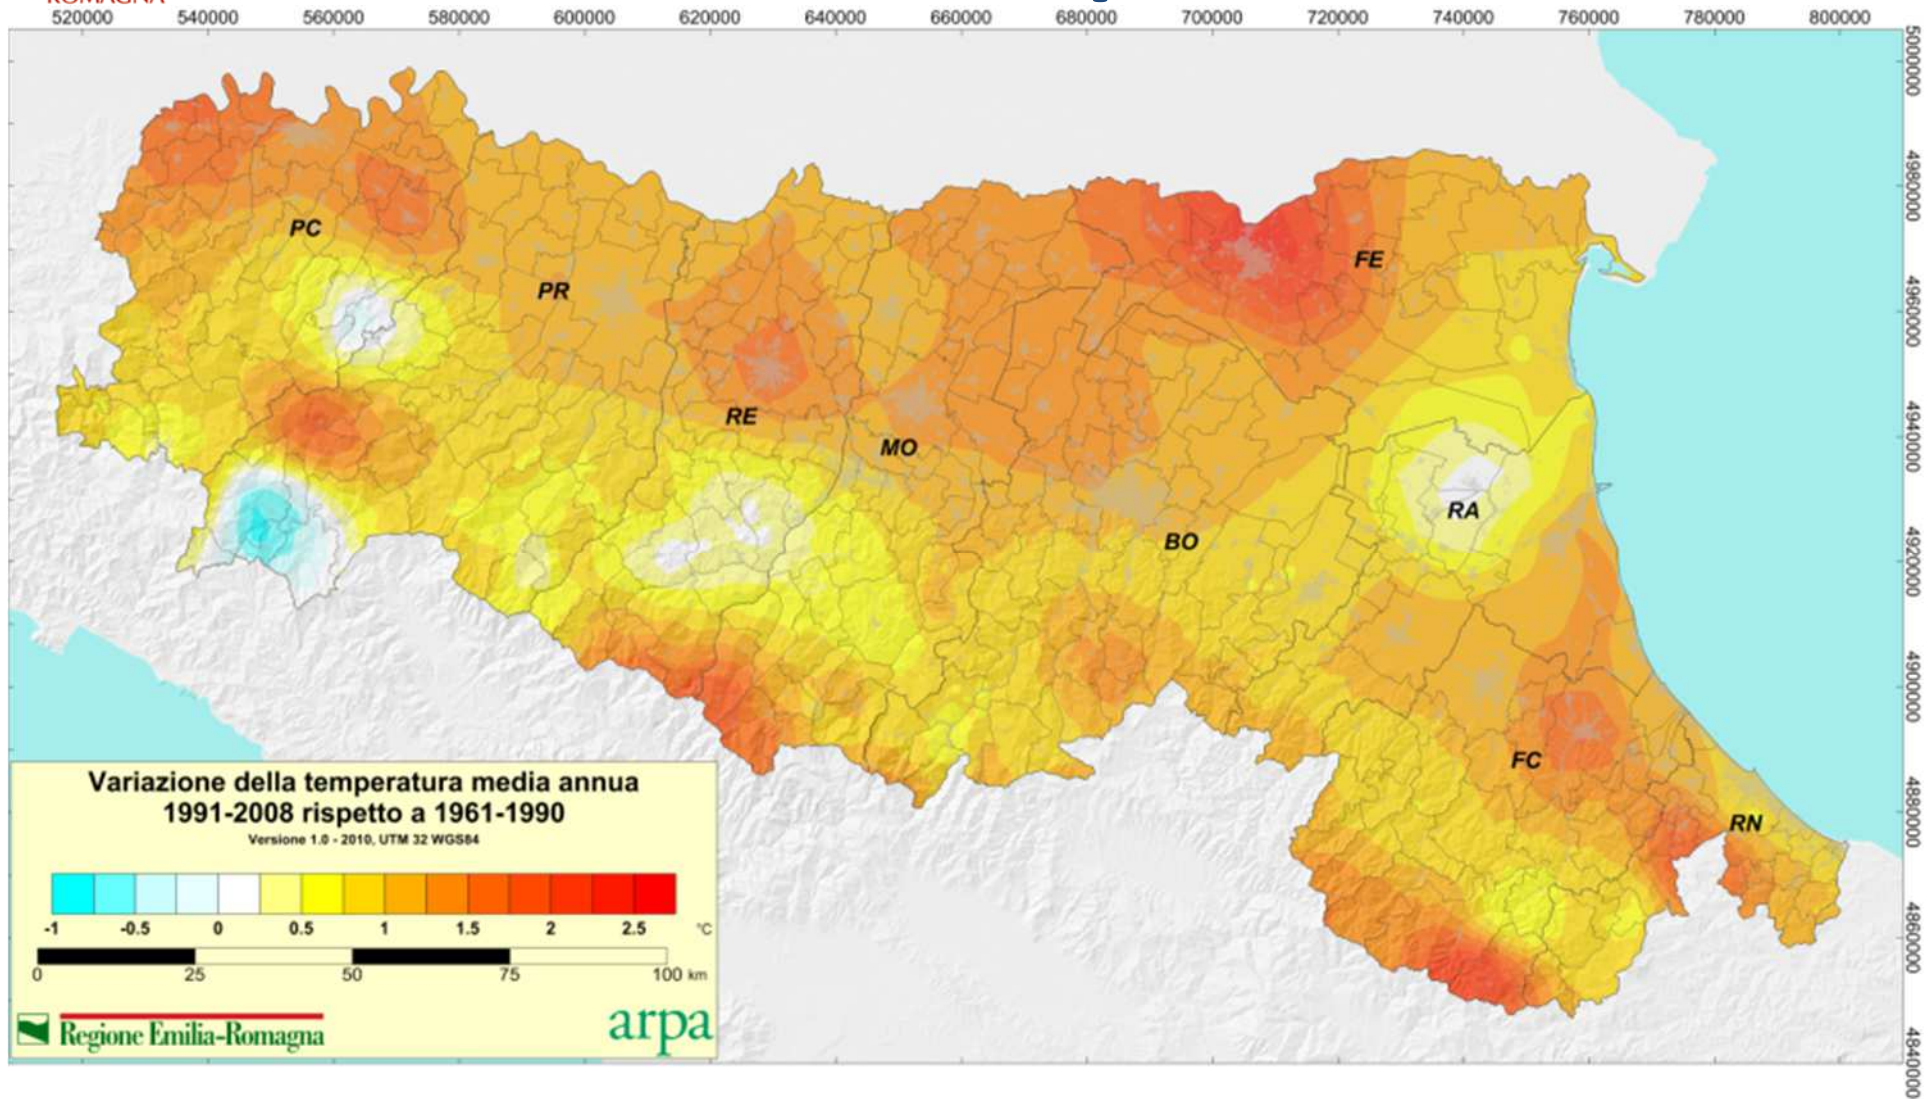 ROMAGNA
520000 540000 560000 580000 600000 620000 640000 660000 680000 700000 720000 740000 760000 780000 800000
5000000
4980000
4960000
4940000
4920000
4900000
4880000
4860000
4840000
PC
FE
PR
RE
MO
RA
BO
FC
RN
Variazione della temperatura media annua
1991-2008 rispetto a 1961-1990
Versione 1.0 - 2010, UTM 32 WGS84
-1 -0.5 0 0.5 1 1.5 2 2.5 °C
0 25 50 75 100 km
Regione Emilia-Romagna
arpa